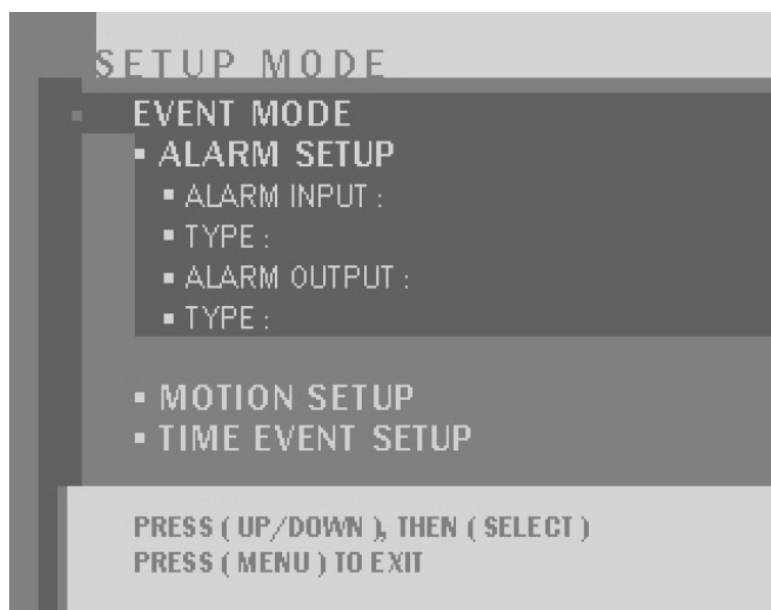 SETUP MODE
EVENT MODE
▪ ALARM SETUP
▪ ALARM INPUT :
▪ TYPE :
▪ ALARM OUTPUT :
▪ TYPE :
▪ MOTION SETUP
▪ TIME EVENT SETUP
PRESS ( UP/DOWN ), THEN ( SELECT )
PRESS ( MENU ) TO EXIT